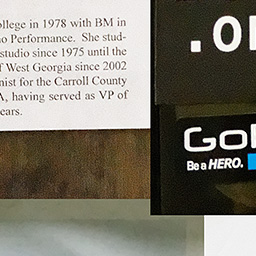 ollege in 1978 with BM in
o Performance. She stud-
studio since 1975 until the
f West Georgia since 2002
nist for the Carroll County
A, having served as VP of
ears.
.O
GoP
Be a HERO.